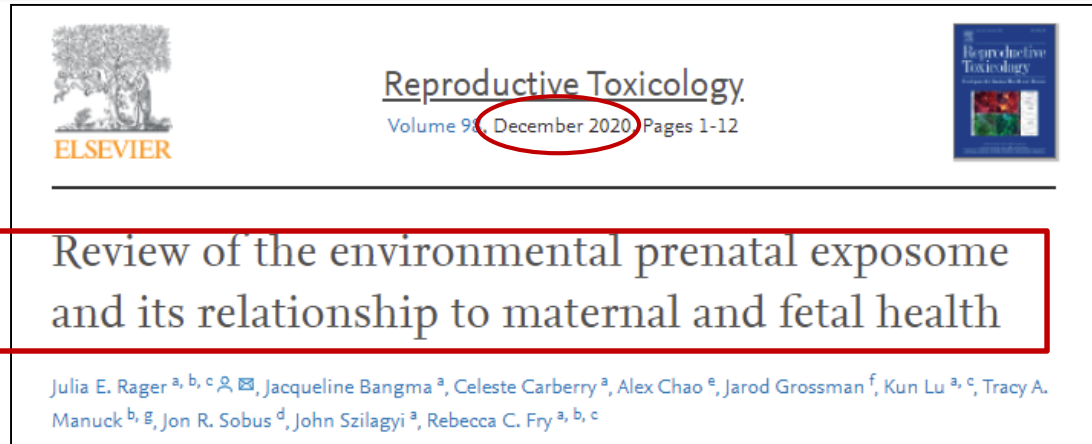 Reproductive Toxicology
Volume 98, December 2020, Pages 1-12
ELSEVIER
Reproductive
Toxicology
Review of the environmental prenatal exposome
and its relationship to maternal and fetal health
Julia E. Rager a, b, c, Jacqueline Bangma a, Celeste Carberry a, Alex Chao e, Jarod Grossman f, Kun Lu a, c, Tracy A.
Manuck b, g, Jon R. Sobus d, John Szilagyi a, Rebecca C. Fry a, b, c